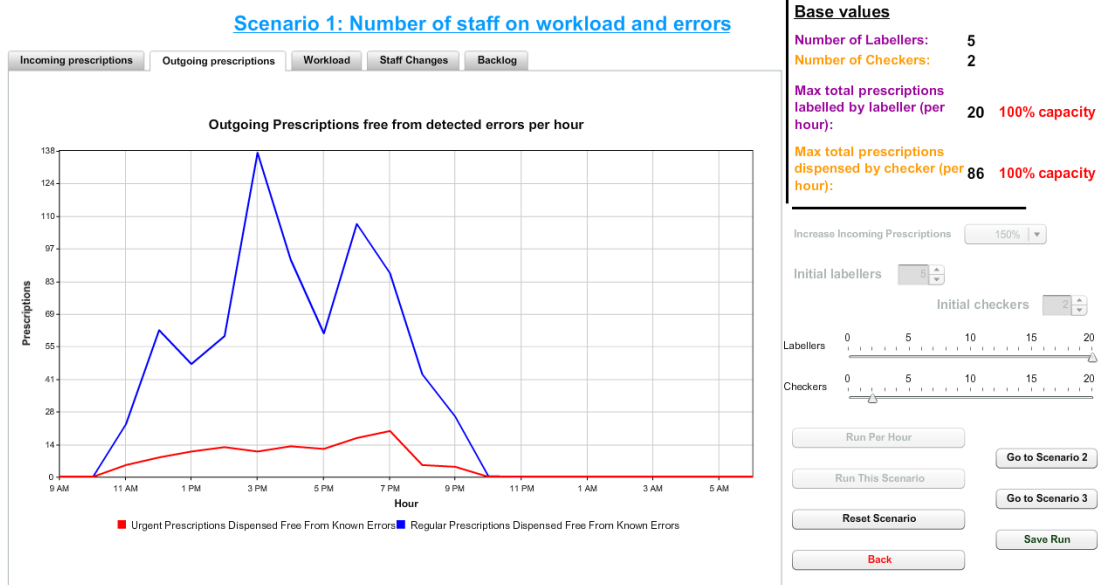 Scenario 1: Number of staff on workload and errors
Incoming prescriptions
Outgoing prescriptions
Workload
Staff Changes
Backlog
Outgoing Prescriptions free from detected errors per hour
Prescriptions
138
124
110
97
83
69
55
41
28
14
0
9 AM 11 AM 1 PM 3 PM 5 PM 7 PM 9 PM 11 PM 1 AM 3 AM 5 AM
Hour
Urgent Prescriptions Dispensed Free From Known Errors Regular Prescriptions Dispensed Free From Known Errors
Base values
Number of Labellers: 5
Number of Checkers: 2
Max total prescriptions
labelled by labeller (per 20 100% capacity
hour):
Max total prescriptions
dispensed by checker (per 86 100% capacity
hour):
Increase Incoming Prescriptions 150%
Initial labellers 5
Initial checkers 2
0 5 10 15 20
Labellers
0 5 10 15 20
Checkers
Run Per Hour
Go to Scenario 2
Run This Scenario
Go to Scenario 3
Reset Scenario
Save Run
Back